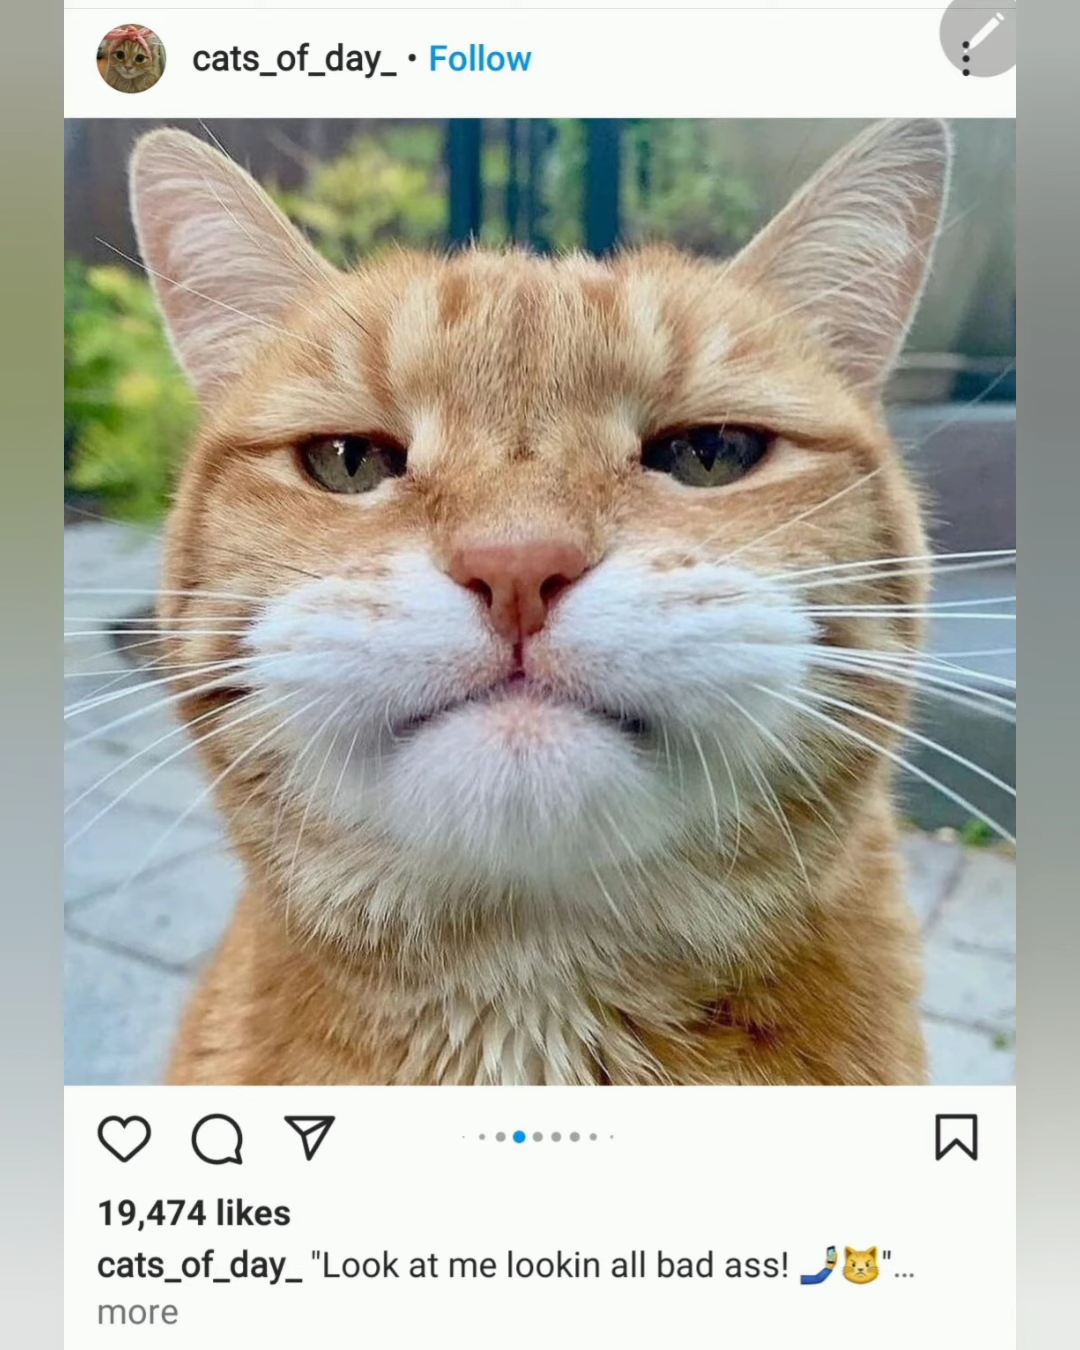 cats_of_day_ • Follow
19,474 likes
cats_of_day_ "Look at me lookin all bad ass! 🤳😾"...
more